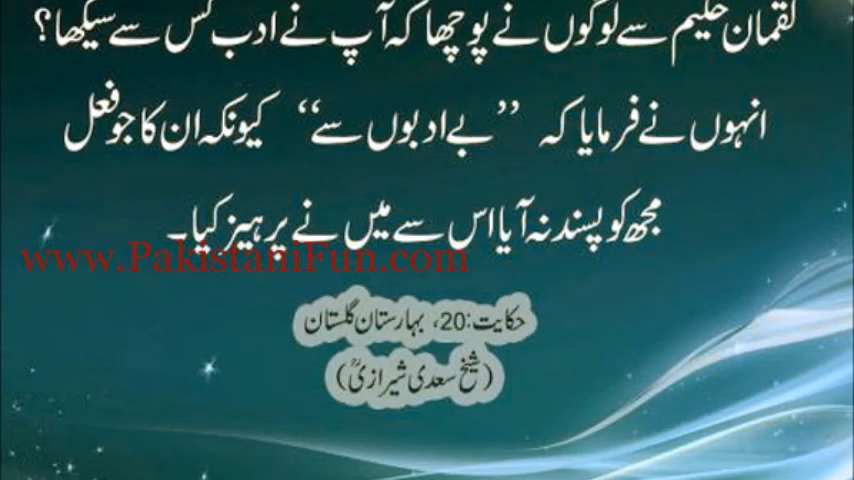 لقمان حکیم سے لوگوں نے پوچھا کہ آپ نے ادب کس سے سیکھا؟
انہوں نے فرمایا کہ ”بے ادبوں سے“ کیونکہ ان کا جو فعل
مجھ کو پسند نہ آیا اس سے میں نے پرہیز کیا۔
www.PakistaniFun.com
حکایت:20، بہارستان گلستان
(شیخ سعدی شیرازیؒ)